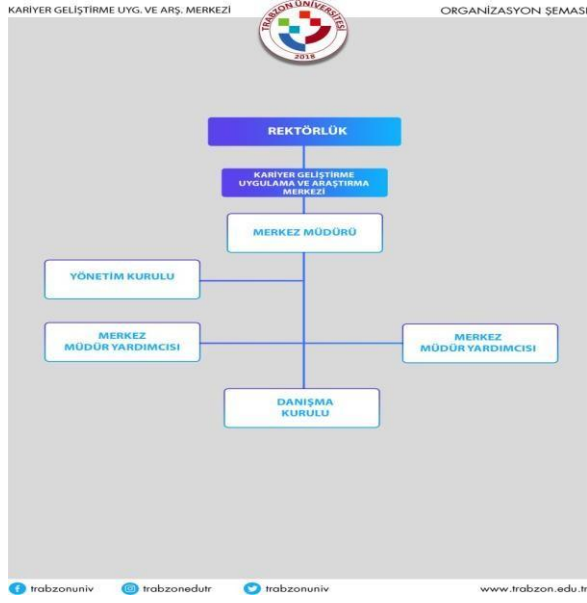 KARİYER GELİŞTİRME UYG. VE ARŞ. MERKEZİ
TRABZON ÜNİVERSİTESİ
2018
ORGANİZASYON ŞEMASI
REKTÖRLÜK
KARİYER GELİŞTİRME
UYGULAMA VE ARAŞTIRMA
MERKEZİ
MERKEZ MÜDÜRÜ
YÖNETİM KURULU
MERKEZ
MÜDÜR YARDIMCISI
MERKEZ
MÜDÜR YARDIMCISI
DANIŞMA
KURULU
trabzonuniv
trabzonedutr
trabzonuniv
www.trabzon.edu.tr